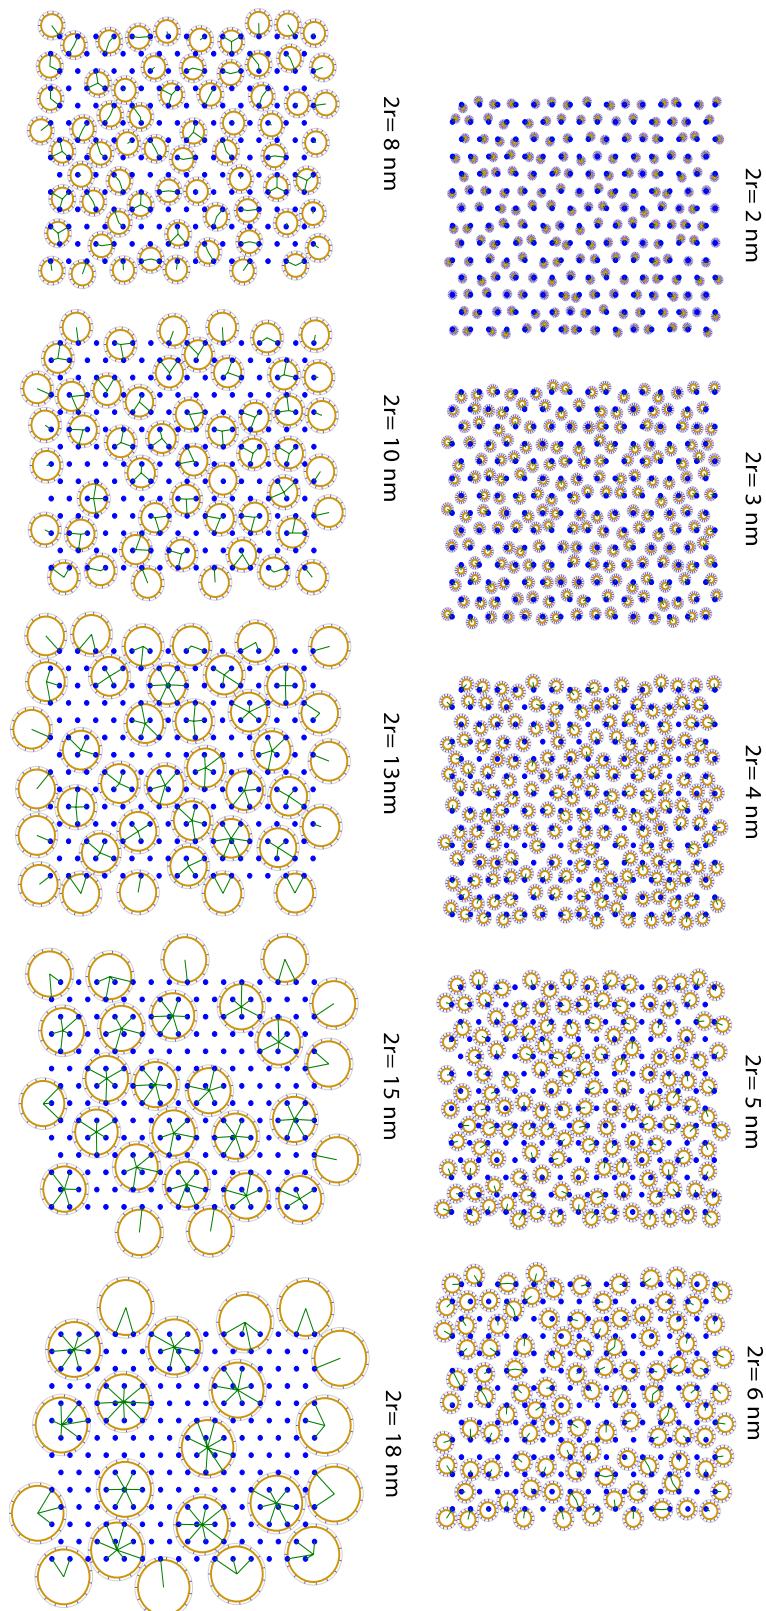 2r= 2 nm
2r= 3 nm
2r= 4 nm
2r= 5 nm
2r= 6 nm
2r= 8 nm
2r= 10 nm
2r= 13nm
2r= 15 nm
2r= 18 nm